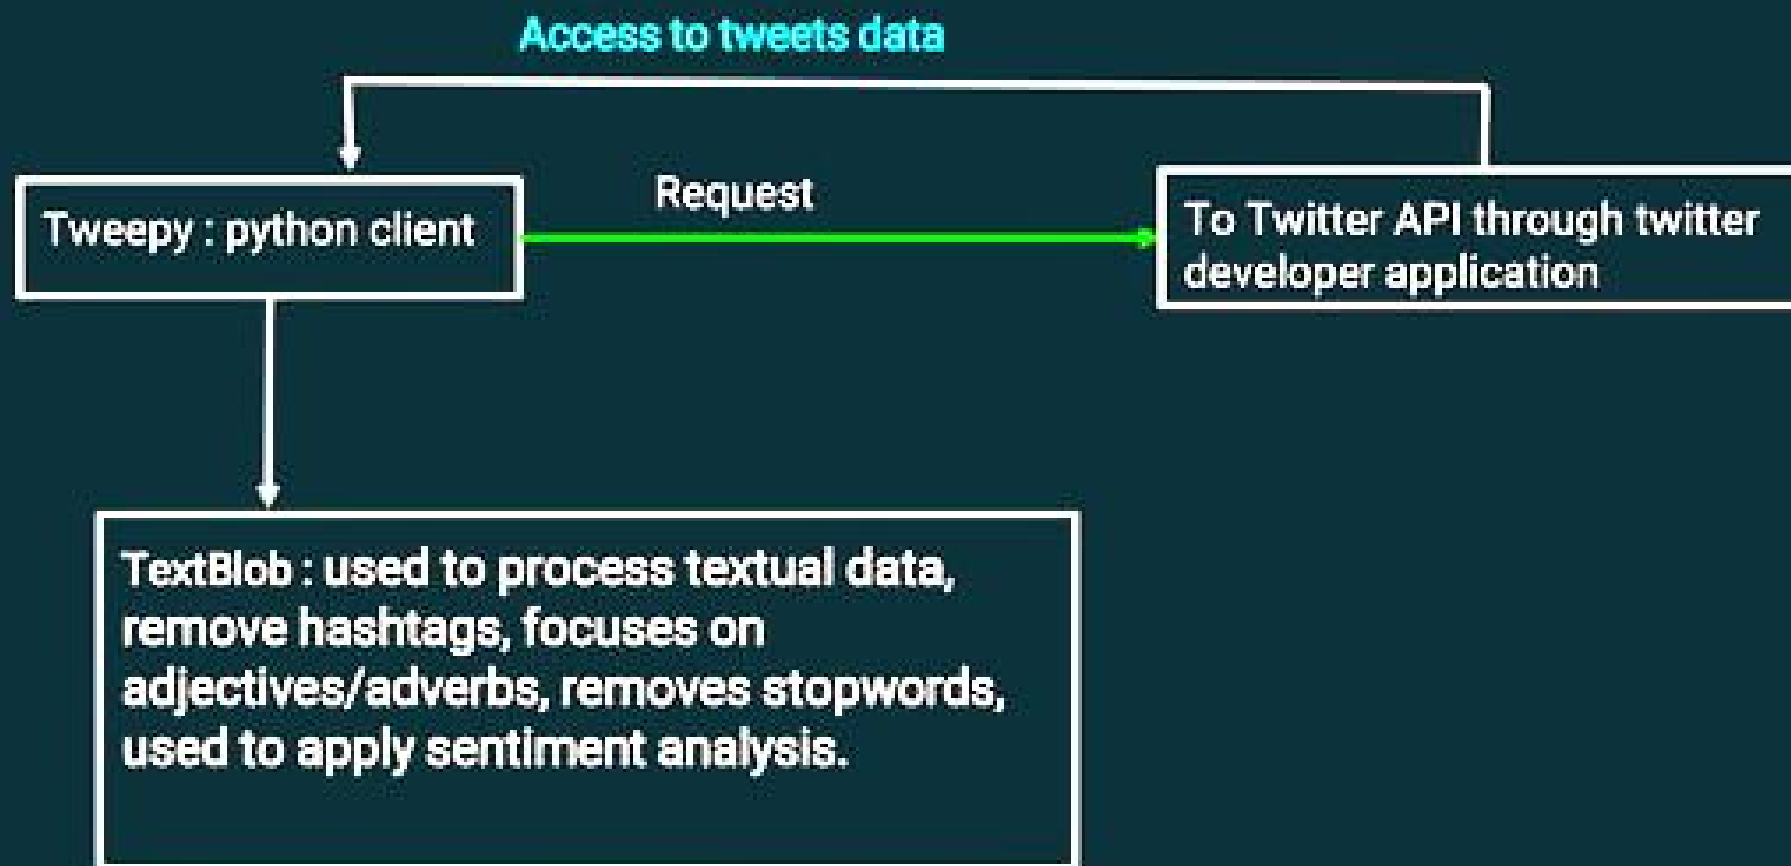 Access to tweets data
Request
Tweepy : python client
To Twitter API through twitter
developer application
TextBlob : used to process textual data,
remove hashtags, focuses on
adjectives/adverbs, removes stopwords,
used to apply sentiment analysis.